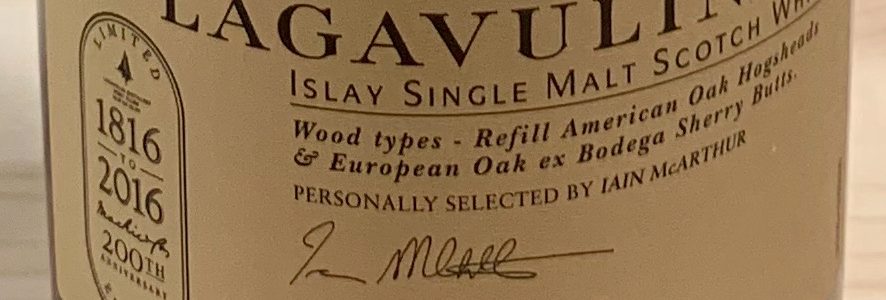 LAGAVULIN
ISLAY SINGLE MALT SCOTCH
Wood types - Refill American Oak Hogsheads
& European Oak ex Bodega Sherry Butts.
PERSONALLY SELECTED BY IAIN McARTHUR
LIMITED
1816
TO
2016
200TH
ANNIVERSARY